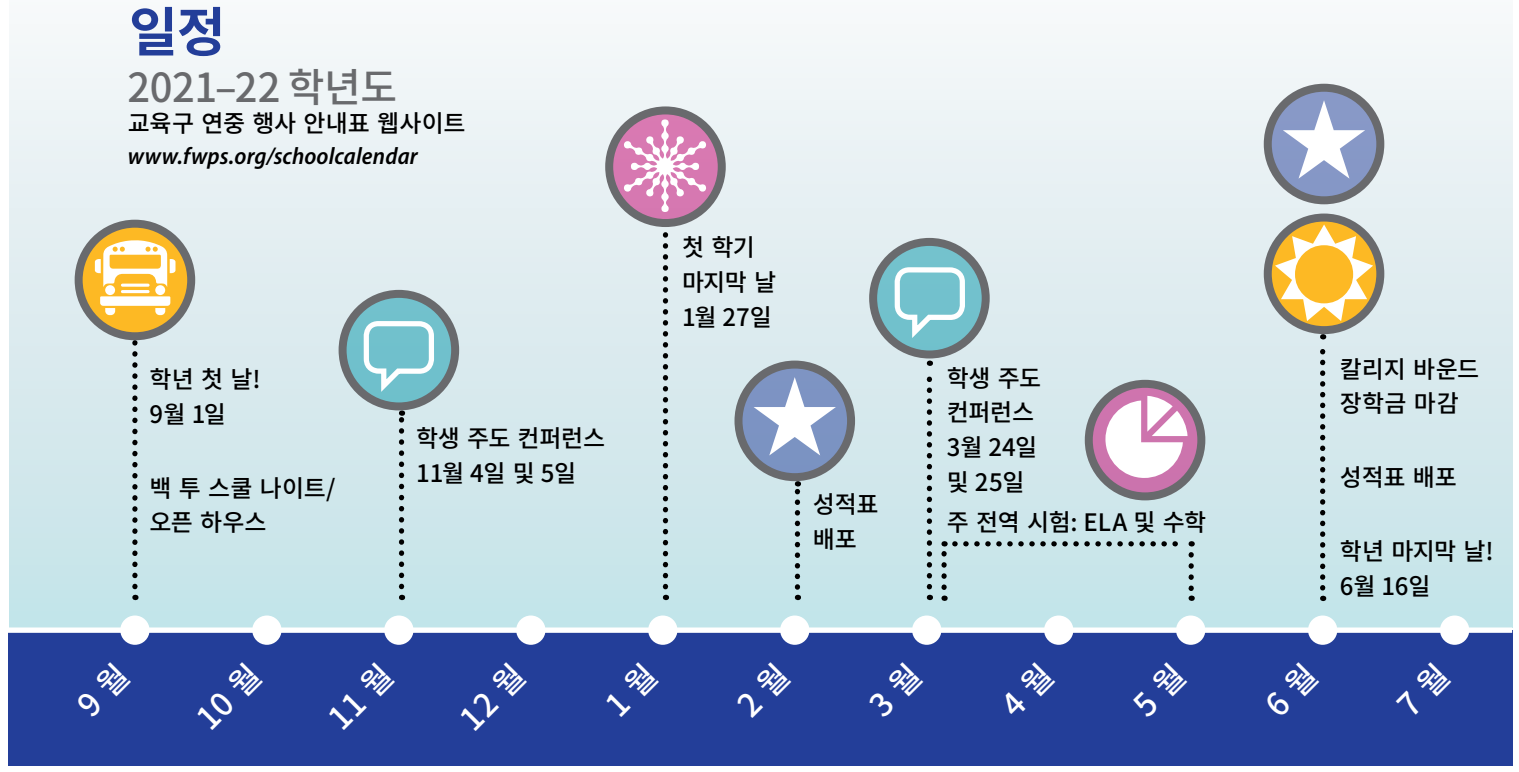 일정
2021–22 학년도
교육구 연중 행사 안내표 웹사이트
www.fwps.org/schoolcalendar
학년 첫 날!
9월 1일
백 투 스쿨 나이트/
오픈 하우스
학생 주도 컨퍼런스
11월 4일 및 5일
첫 학기
마지막 날
1월 27일
성적표
배포
학생 주도
컨퍼런스
3월 24일
및 25일
주 전역 시험: ELA 및 수학
칼리지 바운드
장학금 마감
성적표 배포
학년 마지막 날!
6월 16일
9 월
10 월
11 월
12 월
1 월
2 월
3 월
4 월
5 월
6 월
7 월